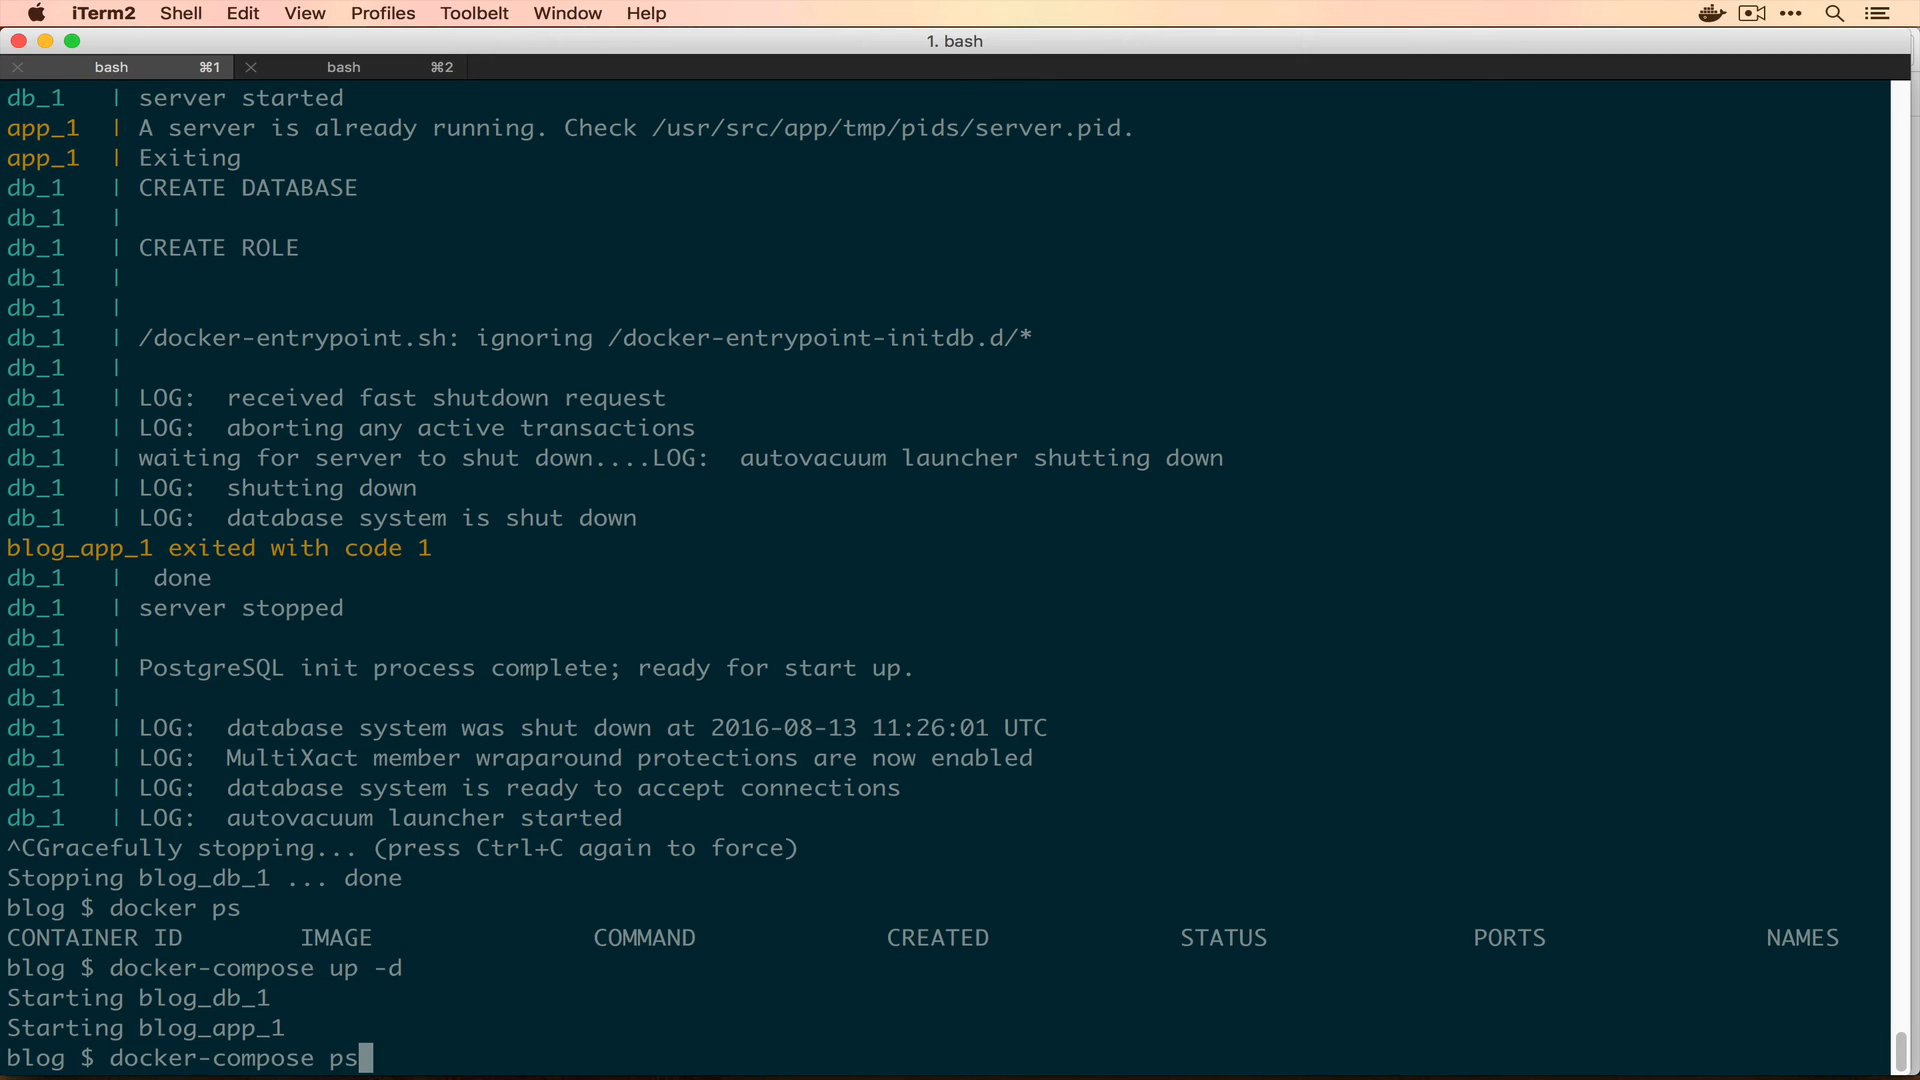 iTerm2 Shell Edit View Profiles Toolbelt Window Help
1. bash
bash ⌘1 bash ⌘2
db_1 | server started
app_1 | A server is already running. Check /usr/src/app/tmp/pids/server.pid.
app_1 | Exiting
db_1 | CREATE DATABASE
db_1 |
db_1 | CREATE ROLE
db_1 |
db_1 |
db_1 | /docker-entrypoint.sh: ignoring /docker-entrypoint-initdb.d/*
db_1 |
db_1 | LOG:  received fast shutdown request
db_1 | LOG:  aborting any active transactions
db_1 | waiting for server to shut down....LOG:  autovacuum launcher shutting down
db_1 | LOG:  shutting down
db_1 | LOG:  database system is shut down
blog_app_1 exited with code 1
db_1 |  done
db_1 | server stopped
db_1 |
db_1 | PostgreSQL init process complete; ready for start up.
db_1 |
db_1 | LOG:  database system was shut down at 2016-08-13 11:26:01 UTC
db_1 | LOG:  MultiXact member wraparound protections are now enabled
db_1 | LOG:  database system is ready to accept connections
db_1 | LOG:  autovacuum launcher started
^CGracefully stopping... (press Ctrl+C again to force)
Stopping blog_db_1 ... done
blog $ docker ps
CONTAINER ID IMAGE COMMAND CREATED STATUS PORTS NAMES
blog $ docker-compose up -d
Starting blog_db_1
Starting blog_app_1
blog $ docker-compose ps